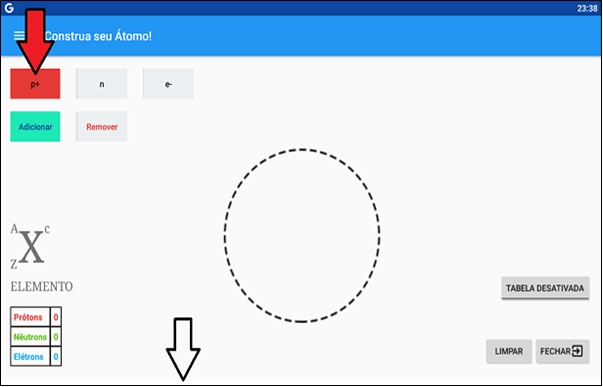 G 23:38
Construa seu Átomo!
p+ n e-
Adicionar Remover
A X c
Z
ELEMENTO
TABELA DESATIVADA
Prótons 0
Nêutrons 0
Elétrons 0
LIMPAR FECHAR